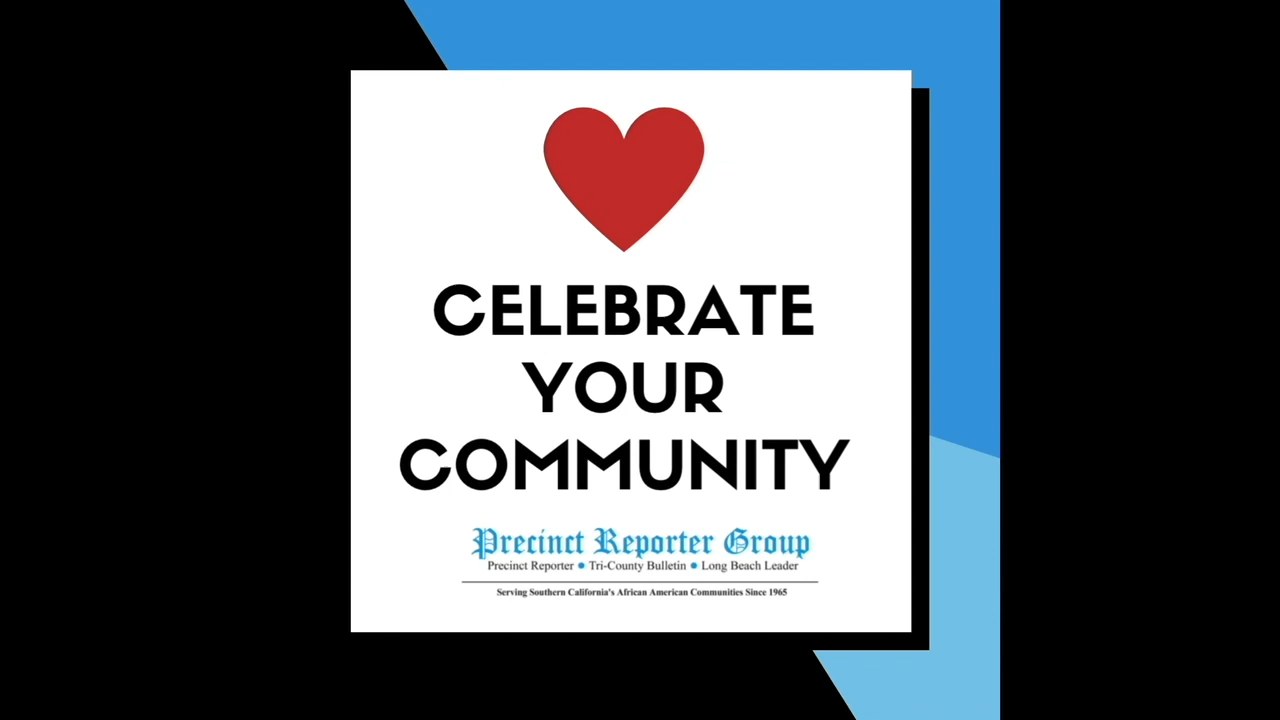 CELEBRATE
YOUR
COMMUNITY
Precinct Reporter Group
Precinct Reporter • Tri-County Bulletin • Long Beach Leader
Serving Southern California's African American Communities Since 1965